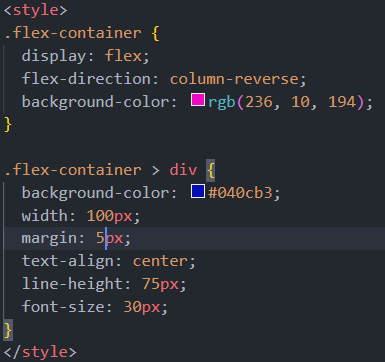 <style>
.flex-container {
  display: flex;
  flex-direction: column-reverse;
  background-color: rgb(236, 10, 194);
}

.flex-container > div {
  background-color: #040cb3;
  width: 100px;
  margin: 5px;
  text-align: center;
  line-height: 75px;
  font-size: 30px;
}
</style>